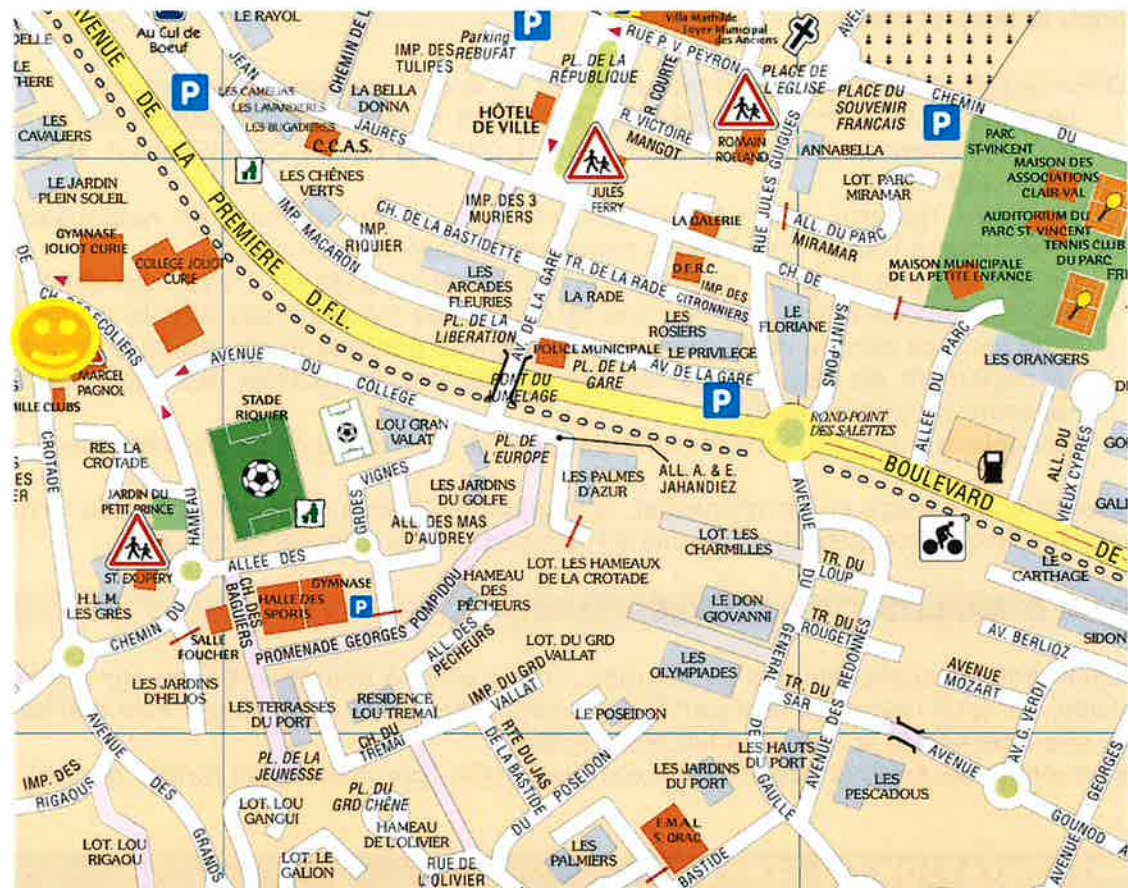 LE RAYOL
Au Cul de
Boeuf
Parking
REBUFAT
IMP. DES
TULIPES
CHEMIN DE L
P
Villa Mathilde
Foyer Municipal
des Anciens
RUE P. V. PEYRON
PL. DE LA
RÉPUBLIQUE
R. COURTE
PLACE DE
L'EGLISE
PLACE DU
SOUVENIR
FRANÇAIS
CHEMIN DU
P
P
AVENUE DE LA PREMIERE D.F.L.
LES
CAVALIERS
LES CAMELIAS
LES LAVANDIERES
LES BUGADIERES
JEAN JAURES
LA BELLA
DONNA
C.C.A.S.
HÔTEL
DE VILLE
R. VICTOIRE
MANGOT
ROMAIN
ROLLAND
RUE JULES GUIGUES
ANNABELLA
PARC
ST-VINCENT
MAISON DES
ASSOCIATIONS
CLAIR-VAL
AUDITORIUM DU
PARC ST-VINCENT
TENNIS CLUB
DU PARC
LE JARDIN
PLEIN SOLEIL
LES CHÊNES
VERTS
IMP. DES 3
MURIERS
JULES
FERRY
LOT. PARC
MIRAMAR
ALL. DU PARC
MIRAMAR
LA GALERIE
MAISON MUNICIPALE
DE LA PETITE ENFANCE
GYMNASE
JOLIOT CURIE
COLLÈGE JOLIOT
CURIE
IMP. MACARON
IMP.
RIQUIER
CH. DE LA BASTIDETTE
TR. DE LA RADE
D.E.R.C.
IMP. DES
CITRONNIERS
CH. DE
LES
ARCADES
FLEURIES
LA RADE
LES
ROSIERS
LE
FLORIANE
SAINT-PONS
LES ORANGERS
PL. DE LA
LIBERATION
AV. DE LA GARE
POLICE MUNICIPALE
PL. DE LA
GARE
LE PRIVILEGE
AV. DE LA GARE
PONT DU
JUMELAGE
P
ROND-POINT
DES SALETTES
ALLÉE DU PARC
MARCEL
PAGNOL
AVENUE DU COLLEGE
STADE
RIQUIER
LOU GRAN
VALAT
PL. DE
L'EUROPE
ALL. A. & E.
JAHANDIEZ
BOULEVARD DE
ALL. DU
VIEUX CYPRES
CROTADE
RES. LA
CROTADE
JARDIN DU
PETIT PRINCE
LES JARDINS
DU GOLFE
LES PALMES
D'AZUR
ALL. DES MAS
D'AUDREY
ALLEE DES GRDES VIGNES
LOT. LES
CHARMILLES
LOT. LES HAMEAUX
DE LA CROTADE
ST. EXUPERY
CHEMIN DU HAMEAU
H.L.M.
LES GRÈS
HALLE DES
SPORTS
GYMNASE
P
SALLE
FOUCHER
CH. DES
BAGUIERS
PROMENADE GEORGES POMPIDOU
HAMEAU
DES
PÊCHEURS
ALL. DES
PECHEURS
LE DON
GIOVANNI
TR. DU
LOUP
TR. DU
ROUGET
LE
CARTHAGE
AV. BERLIOZ
LOT. DU GRD
VALLAT
LES
OLYMPIADES
AVENUE DU GENERAL DE GAULLE
AVENUE DES REDONNES
AVENUE
MOZART
LES JARDINS
D'HELIOS
LES TERRASSES
DU PORT
RESIDENCE
LOU TREMAI
IMP. DU GRD
VALLAT
LE POSEIDON
TR. DU
SAR
AV. G. VERDI
CH. DU
TREMAI
RTE DU JAS
DE LA BASTIDE
DU POSEIDON
LES HAUTS
DU PORT
LES JARDINS
DU PORT
LES
PESCADOUS
AVENUE GOUNOD
AVENUE GEORGES
IMP. DES
RIGAOUS
AVENUE DES GRANDS
PL. DE LA
JEUNESSE
LOT. LOU
GANGUI
PL. DU
GRD CHÊNE
HAMEAU
DE L'OLIVIER
LOT. LOU
RIGAOU
LOT. LE
GALION
RUE DE
L'OLIVIER
LES
PALMIERS
BASTIDE